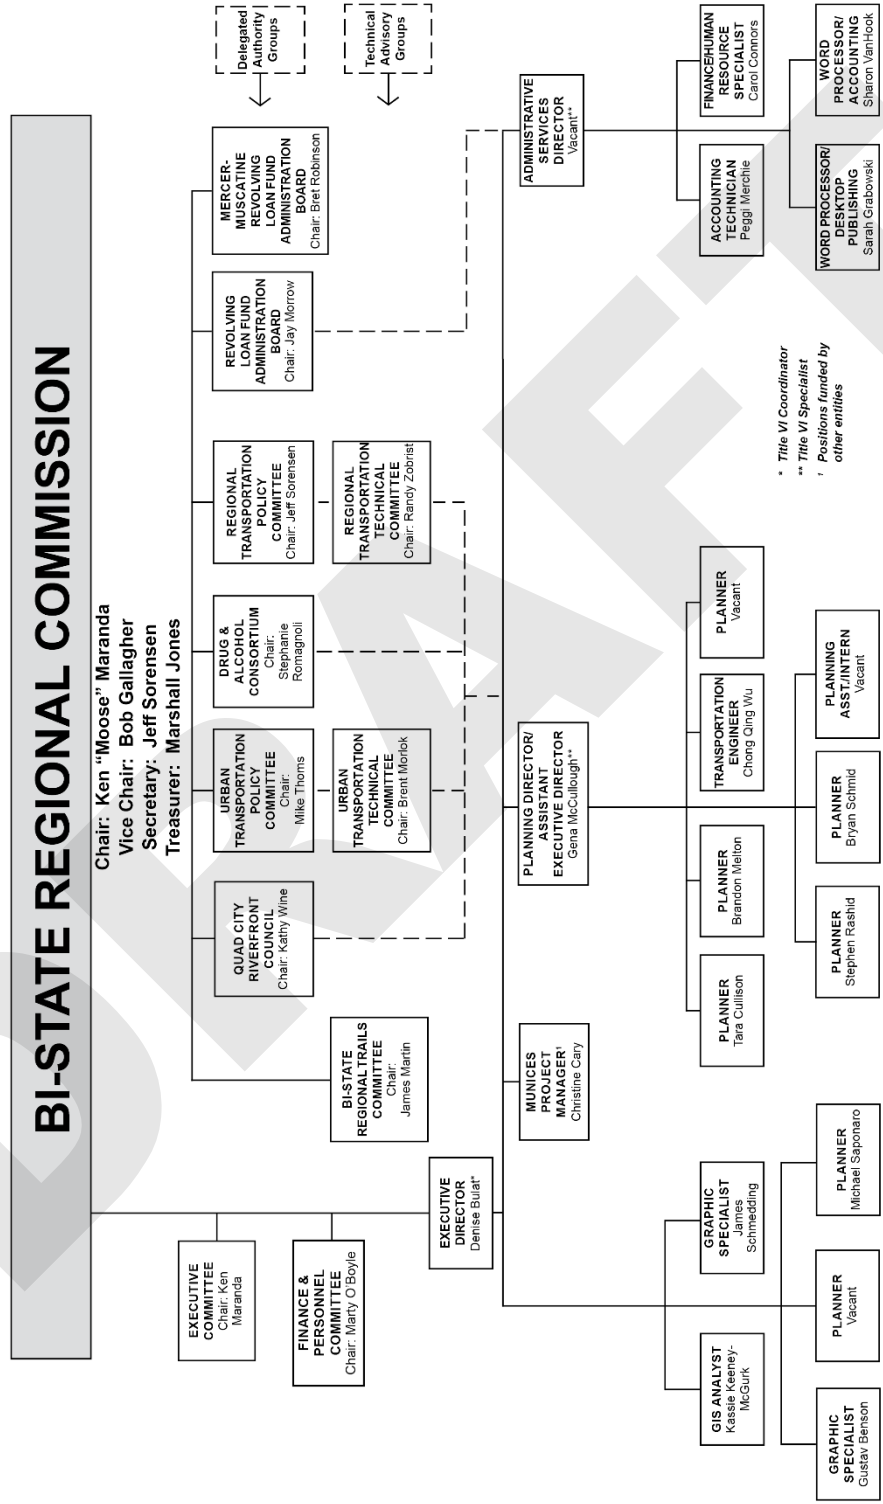 BI-STATE REGIONAL COMMISSION
Chair: Ken “Moose” Maranda
Vice Chair: Bob Gallagher
Secretary: Jeff Sorensen
Treasurer: Marshall Jones
EXECUTIVE
COMMITTEE
Chair: Ken
Maranda
FINANCE &
PERSONNEL
COMMITTEE
Chair: Marty O'Boyle
EXECUTIVE
DIRECTOR
Denise Bulat*
BI-STATE
REGIONAL TRAILS
COMMITTEE
Chair:
James Martin
QUAD CITY
RIVERFRONT
COUNCIL
Chair: Kathy Wine
URBAN
TRANSPORTATION
POLICY
COMMITTEE
Chair:
Mike Thoms
DRUG &
ALCOHOL
CONSORTIUM
Chair:
Stephanie
Romagnoli
REGIONAL
TRANSPORTATION
POLICY
COMMITTEE
Chair: Jeff Sorensen
REVOLVING
LOAN FUND
ADMINISTRATION
BOARD
Chair: Jay Morrow
MERCER-
MUSCATINE
REVOLVING
LOAN FUND
ADMINISTRATION
BOARD
Chair: Bret Robinson
Delegated
Authority
Groups
URBAN
TRANSPORTATION
TECHNICAL
COMMITTEE
Chair: Brent Morlok
REGIONAL
TRANSPORTATION
TECHNICAL
COMMITTEE
Chair: Randy Zobrist
Technical
Advisory
Groups
MUNICES
PROJECT
MANAGER¹
Christine Cary
PLANNING DIRECTOR/
ASSISTANT
EXECUTIVE DIRECTOR
Gena McCullough**
ADMINISTRATIVE
SERVICES
DIRECTOR
Vacant**
GIS ANALYST
Kassie Keeney-
McGurk
GRAPHIC
SPECIALIST
James
Schmedding
PLANNER
Tara Cullison
PLANNER
Brandon Melton
TRANSPORTATION
ENGINEER
Chong Qing Wu
PLANNER
Vacant
ACCOUNTING
TECHNICIAN
Peggi Merchie
FINANCE/HUMAN
RESOURCE
SPECIALIST
Carol Connors
GRAPHIC
SPECIALIST
Gustav Benson
PLANNER
Vacant
PLANNER
Michael Saponaro
PLANNER
Stephen Rashid
PLANNER
Bryan Schmid
PLANNING
ASST./INTERN
Vacant
WORD PROCESSOR/
DESKTOP
PUBLISHING
Sarah Grabowski
WORD
PROCESSOR/
ACCOUNTING
Sharon VanHook
* Title VI Coordinator
** Title VI Specialist
¹ Positions funded by
other entities
DRAFT